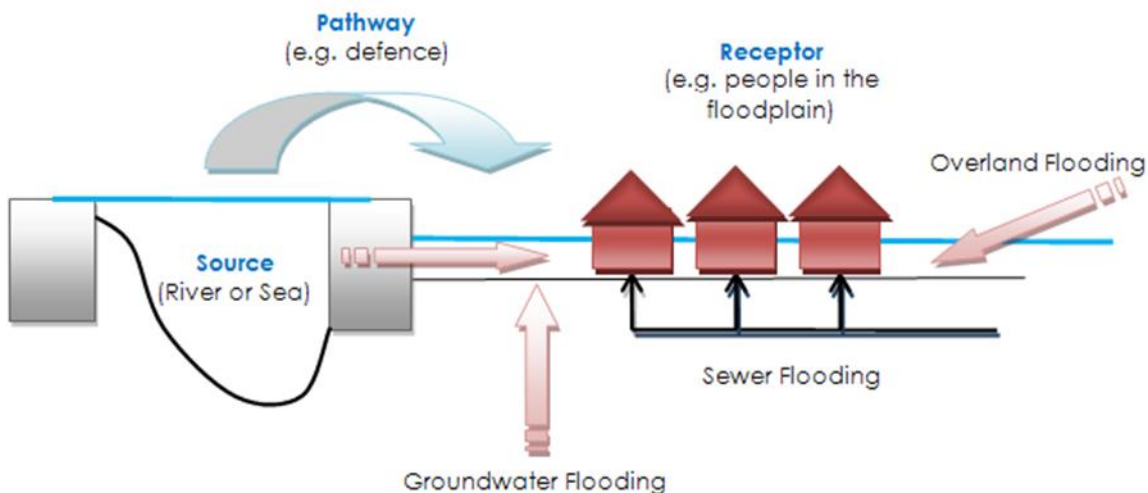 Pathway
(e.g. defence)
Receptor
(e.g. people in the
floodplain)
Overland Flooding
Source
(River or Sea)
Sewer Flooding
Groundwater Flooding